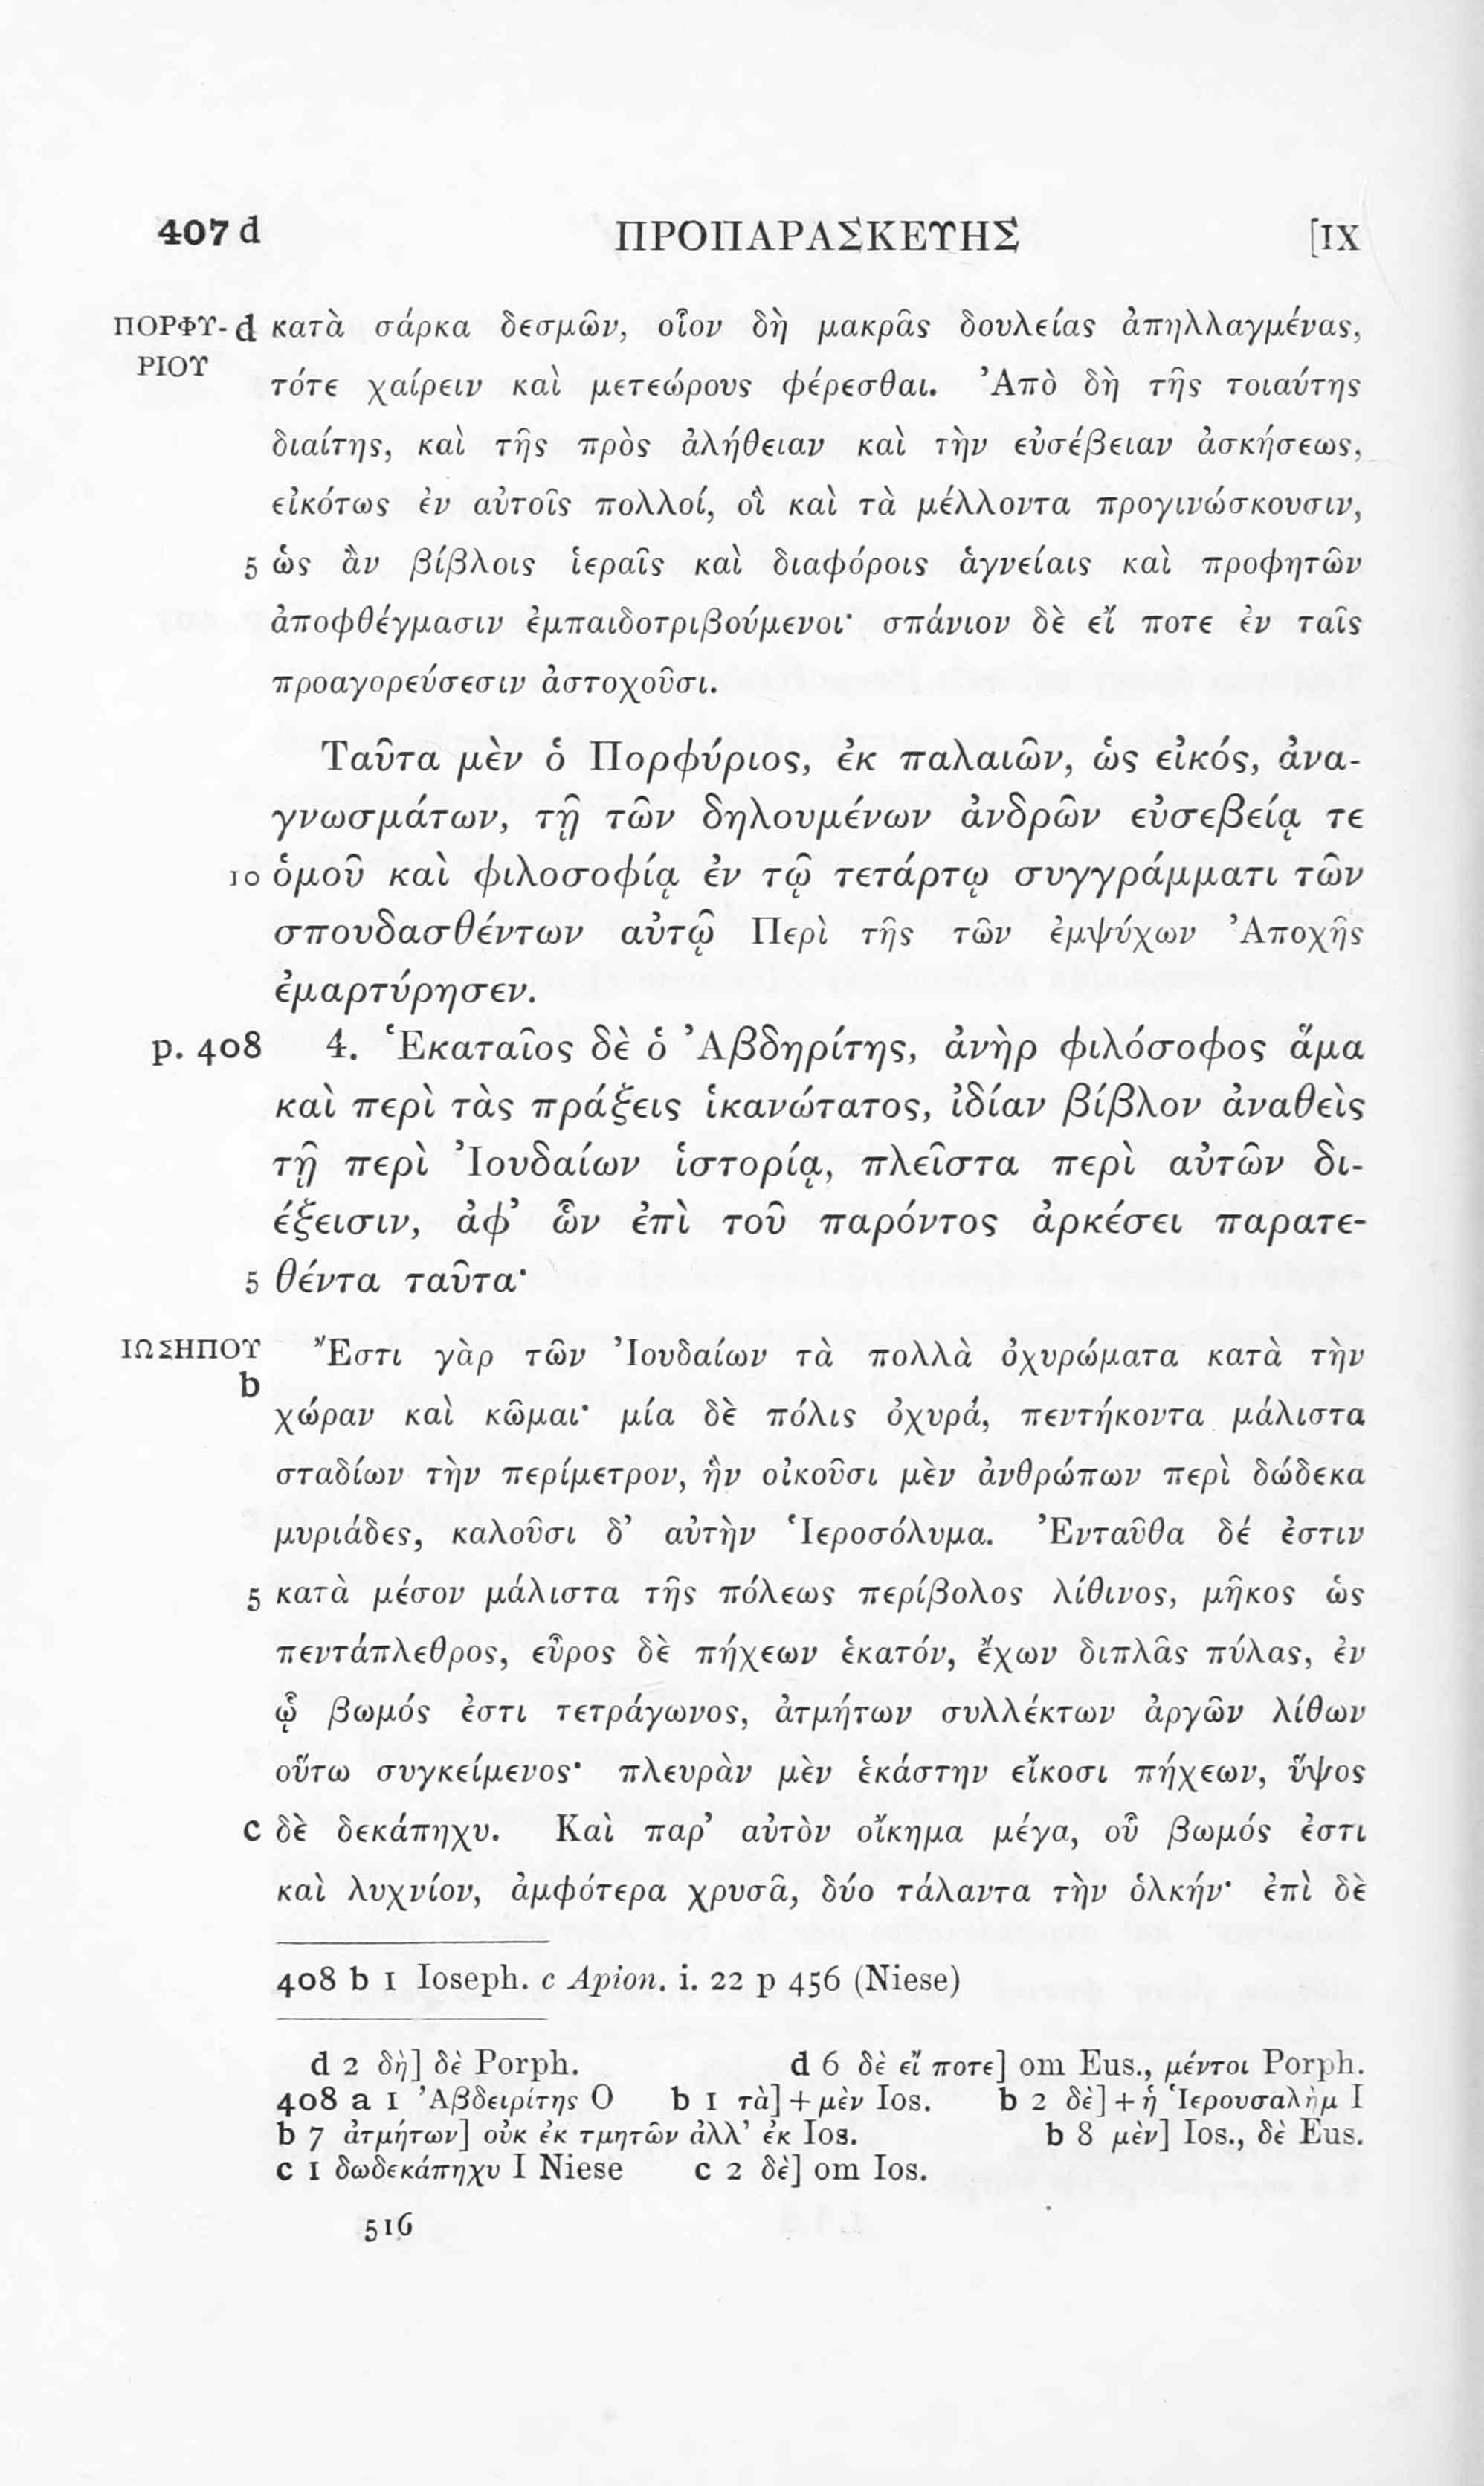 407 d ΠΡΟΠΑΡΑΣΚΕΥΗΣ [IX
ΠΟΡΦΥ- d κατὰ σάρκα δεσμῶν, οἷον δὴ μακρᾶς δουλείας ἀπηλλαγμένας,
ΡΙΟΥ
τότε χαίρειν καὶ μετεώρους φέρεσθαι. Ἀπὸ δὴ τῆς τοιαύτης
διαίτης, καὶ τῆς πρὸς ἀλήθειαν καὶ τὴν εὐσέβειαν ἀσκήσεως,
εἰκότως ἐν αὐτοῖς πολλοί, οἳ καὶ τὰ μέλλοντα προγινώσκουσιν,
5 ὡς ἂν βίβλοις ἱεραῖς καὶ διαφόροις ἁγνείαις καὶ προφητῶν
ἀποφθέγμασιν ἐμπαιδοτριβούμενοι· σπάνιον δὲ εἴ ποτε ἐν ταῖς
προαγορεύσεσιν ἀστοχοῦσι.
Ταῦτα μὲν ὁ Πορφύριος, ἐκ παλαιῶν, ὡς εἰκός, ἀνα-
γνωσμάτων, τῇ τῶν δηλουμένων ἀνδρῶν εὐσεβείᾳ τε
10 ὁμοῦ καὶ φιλοσοφίᾳ ἐν τῷ τετάρτῳ συγγράμματι τῶν
σπουδασθέντων αὐτῷ Περὶ τῆς τῶν ἐμψύχων Ἀποχῆς
ἐμαρτύρησεν.
p. 408 4. Ἑκαταῖος δὲ ὁ Ἀβδηρίτης, ἀνὴρ φιλόσοφος ἅμα
καὶ περὶ τὰς πράξεις ἱκανώτατος, ἰδίαν βίβλον ἀναθεὶς
τῇ περὶ Ἰουδαίων ἱστορίᾳ, πλεῖστα περὶ αὐτῶν δι-
έξεισιν, ἀφ’ ὧν ἐπὶ τοῦ παρόντος ἀρκέσει παρατε-
5 θέντα ταῦτα·
ΙΩΣΗΠΟΥ Ἔστι γὰρ τῶν Ἰουδαίων τὰ πολλὰ ὀχυρώματα κατὰ τὴν
b
χώραν καὶ κῶμαι· μία δὲ πόλις ὀχυρά, πεντήκοντα μάλιστα
σταδίων τὴν περίμετρον, ἣν οἰκοῦσι μὲν ἀνθρώπων περὶ δώδεκα
μυριάδες, καλοῦσι δ’ αὐτὴν Ἱεροσόλυμα. Ἐνταῦθα δέ ἐστιν
5 κατὰ μέσον μάλιστα τῆς πόλεως περίβολος λίθινος, μῆκος ὡς
πεντάπλεθρος, εὖρος δὲ πήχεων ἑκατόν, ἔχων διπλᾶς πύλας, ἐν
ᾧ βωμός ἐστι τετράγωνος, ἀτμήτων συλλέκτων ἀργῶν λίθων
οὕτω συγκείμενος· πλευρὰν μὲν ἑκάστην εἴκοσι πήχεων, ὕψος
c δὲ δεκάπηχυ. Καὶ παρ’ αὐτὸν οἴκημα μέγα, οὗ βωμός ἐστι
καὶ λυχνίον, ἀμφότερα χρυσᾶ, δύο τάλαντα τὴν ὁλκήν· ἐπὶ δὲ
408 b 1 Ioseph. c Apion. i. 22 p 456 (Niese)
d 2 δὴ] δὲ Porph. d 6 δὲ εἴ ποτε] om Eus., μέντοι Porph.
408 a 1 Ἀβδειρίτης O b 1 τὰ] + μὲν Ios. b 2 δὲ] + ἡ Ἱερουσαλὴμ I
b 7 ἀτμήτων] οὐκ ἐκ τμητῶν ἀλλ’ ἐκ Ios. b 8 μὲν] Ios., δὲ Eus.
c 1 δωδεκάπηχυ I Niese c 2 δὲ] om Ios.
516